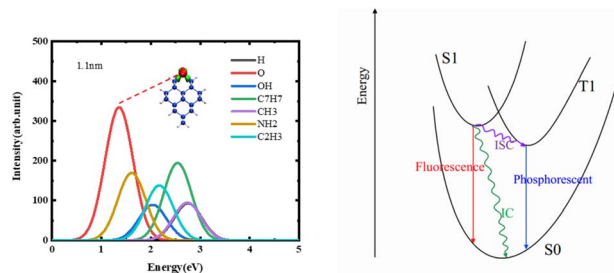 500
400
300
200
100
0
Intensity(arb.unit)
1.1nm
H
O
OH
C7H7
CH3
NH2
C2H3
0 1 2 3 4 5
Energy(eV)
Energy
S1
T1
ISC
Fluorescence
Phosphorescent
IC
S0